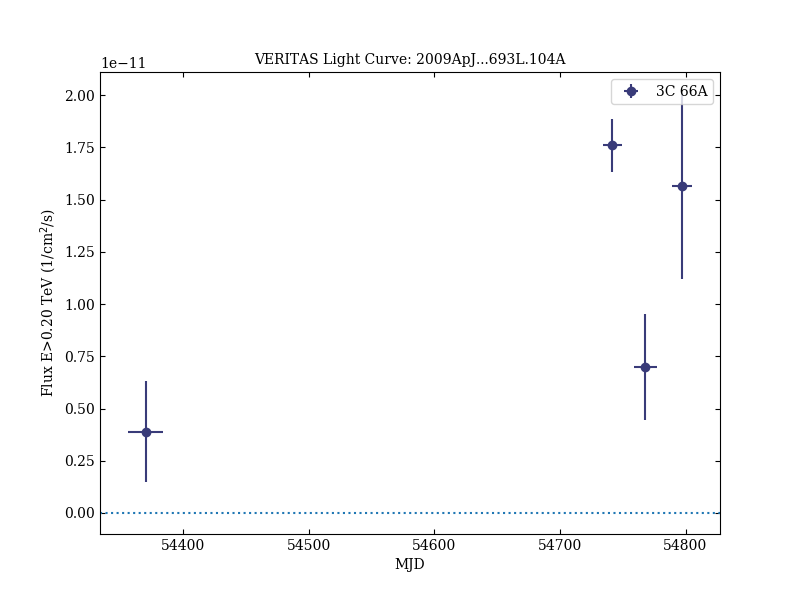 VERITAS Light Curve: 2009ApJ...693L.104A
1e−11
3C 66A
2.00
1.75
1.50
1.25
1.00
0.75
0.50
0.25
0.00
Flux E>0.20 TeV (1/cm²/s)
54400 54500 54600 54700 54800
MJD